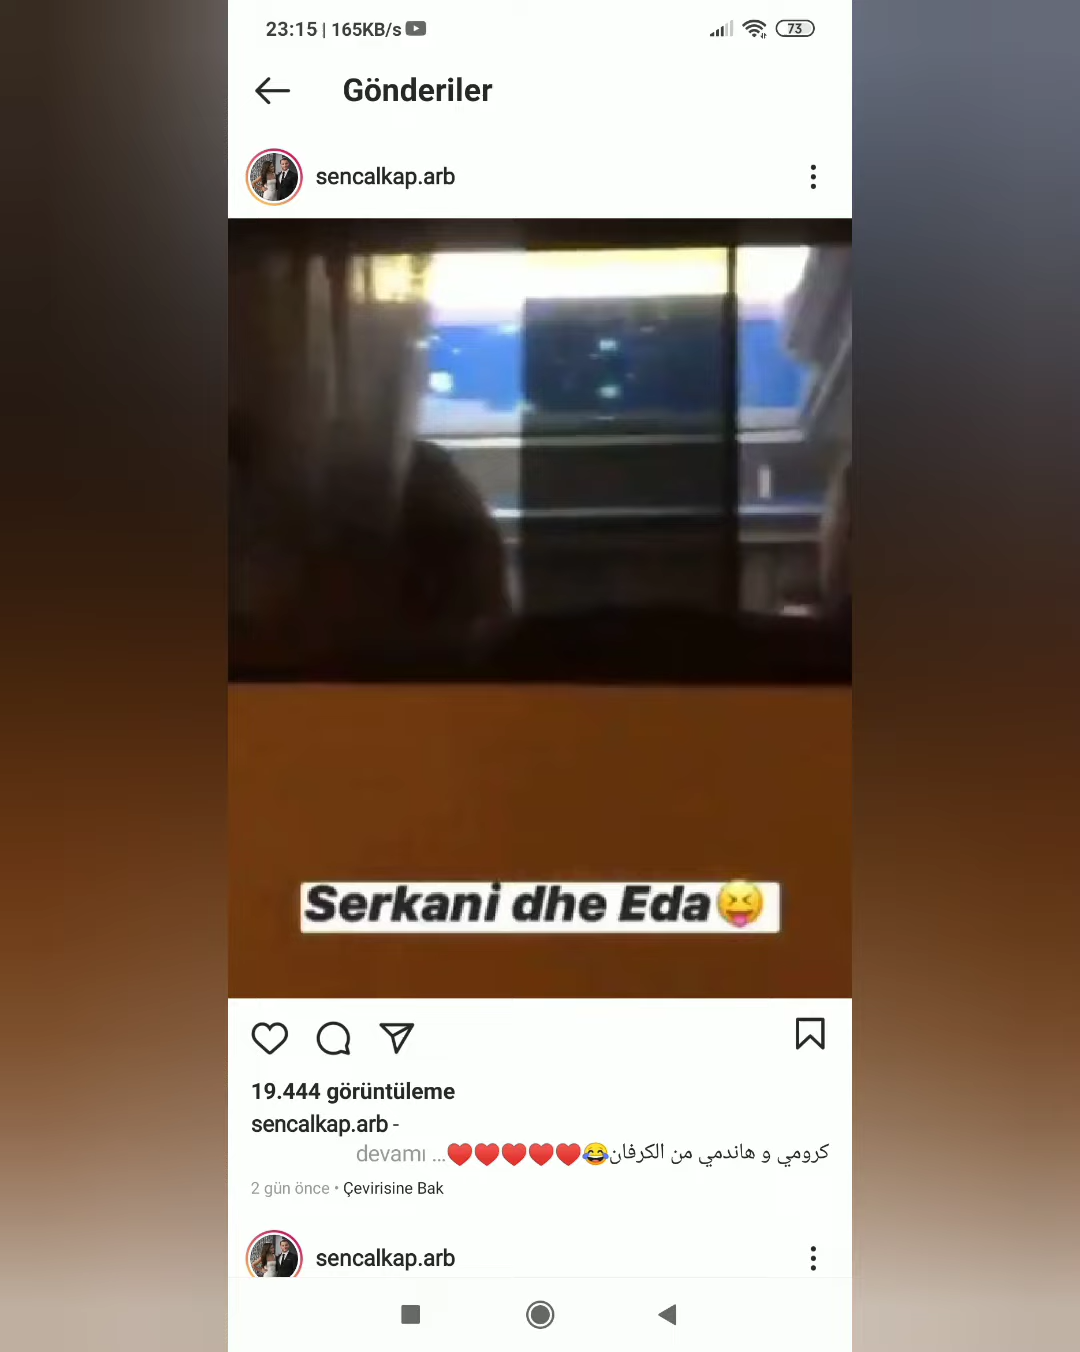 23:15 | 165KB/s
73
Gönderiler
sencalkap.arb
Serkani dhe Eda😝
19.444 görüntüleme
sencalkap.arb -
كرومي و هاندمي من الكرفان😂♥️♥️♥️♥️♥️... devamı
2 gün önce • Çevirisine Bak
sencalkap.arb